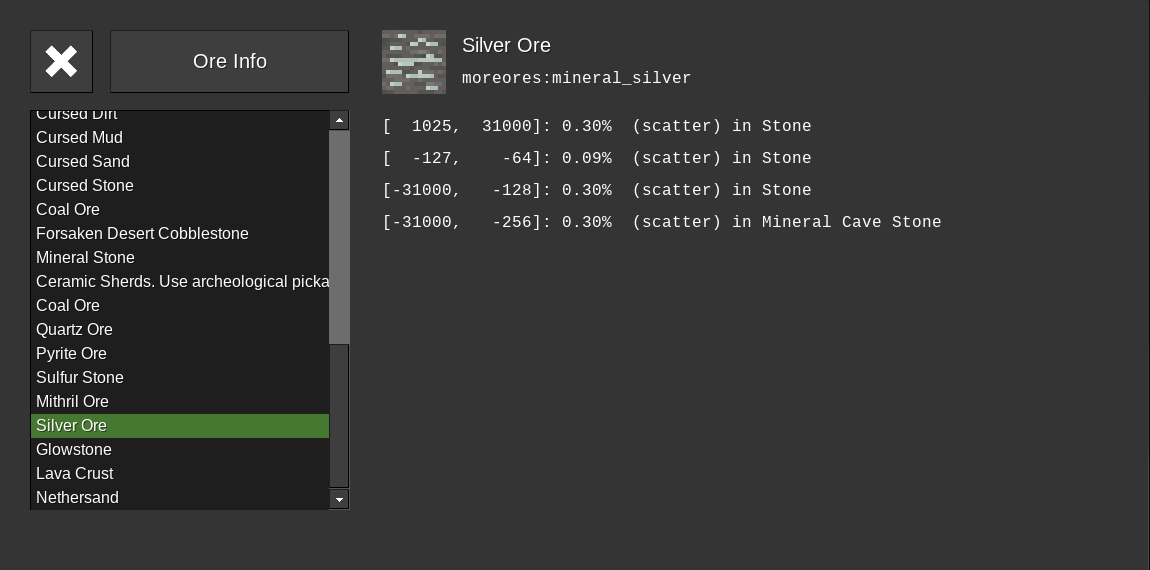 Ore Info
Silver Ore
moreores:mineral_silver
Cursed Dirt
Cursed Mud
Cursed Sand
Cursed Stone
Coal Ore
Forsaken Desert Cobblestone
Mineral Stone
Ceramic Sherds. Use archeological picka
Coal Ore
Quartz Ore
Pyrite Ore
Sulfur Stone
Mithril Ore
Silver Ore
Glowstone
Lava Crust
Nethersand
[  1025,  31000]: 0.30%  (scatter) in Stone
[  -127,    -64]: 0.09%  (scatter) in Stone
[-31000,   -128]: 0.30%  (scatter) in Stone
[-31000,   -256]: 0.30%  (scatter) in Mineral Cave Stone